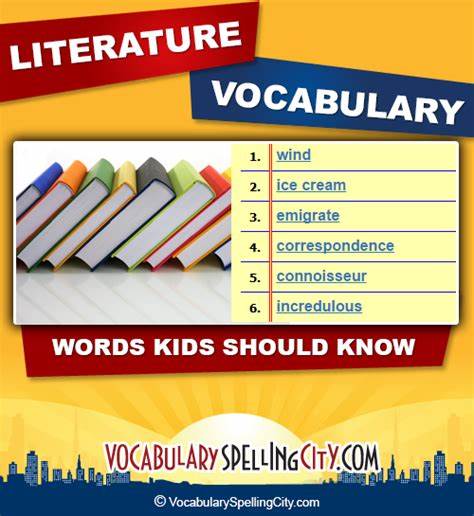 LITERATURE
VOCABULARY
1. wind
2. ice cream
3. emigrate
4. correspondence
5. connoisseur
6. incredulous
WORDS KIDS SHOULD KNOW
VOCABULARYSPELLINGCITY.COM
© VocabularySpellingCity.com